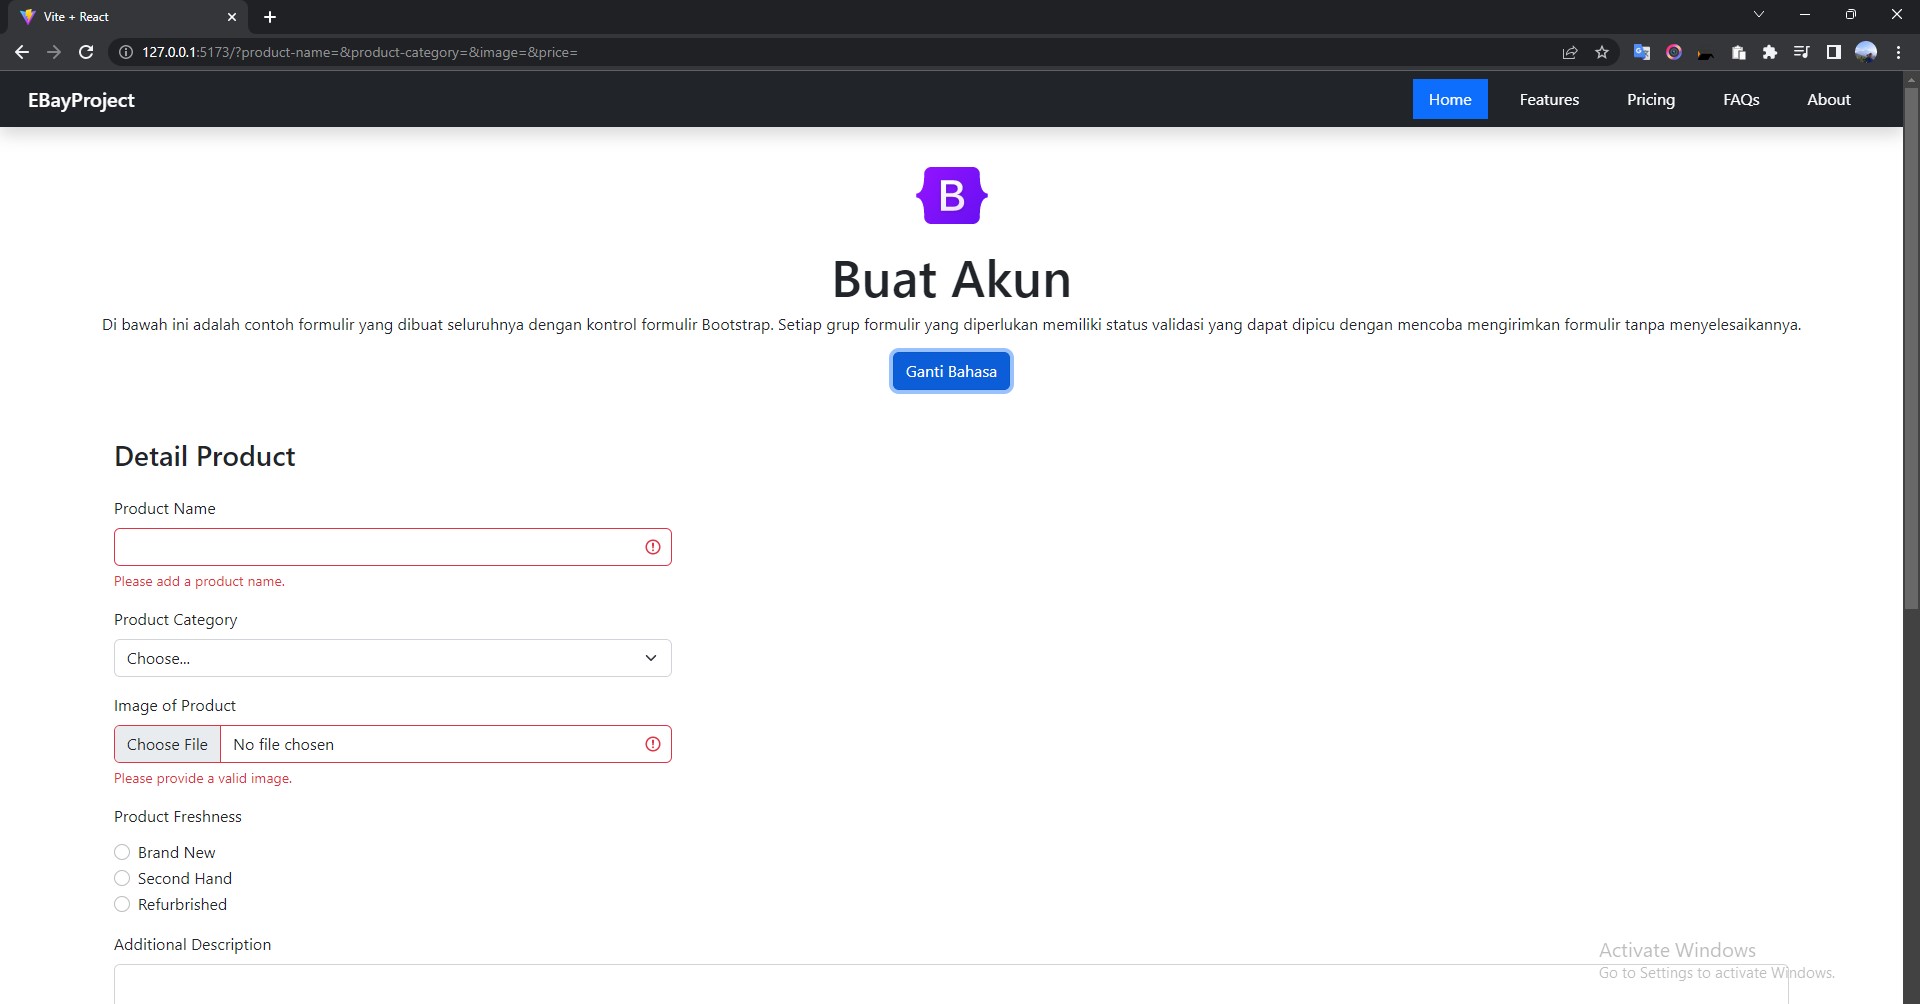 Vite + React
127.0.0.1:5173/?product-name=&product-category=&image=&price=
EBayProject
Home
Features
Pricing
FAQs
About
B
Buat Akun
Di bawah ini adalah contoh formulir yang dibuat seluruhnya dengan kontrol formulir Bootstrap. Setiap grup formulir yang diperlukan memiliki status validasi yang dapat dipicu dengan mencoba mengirimkan formulir tanpa menyelesaikannya.
Ganti Bahasa
Detail Product
Product Name
Please add a product name.
Product Category
Choose...
Image of Product
Choose File
No file chosen
Please provide a valid image.
Product Freshness
Brand New
Second Hand
Refurbrished
Additional Description
Activate Windows
Go to Settings to activate Windows.